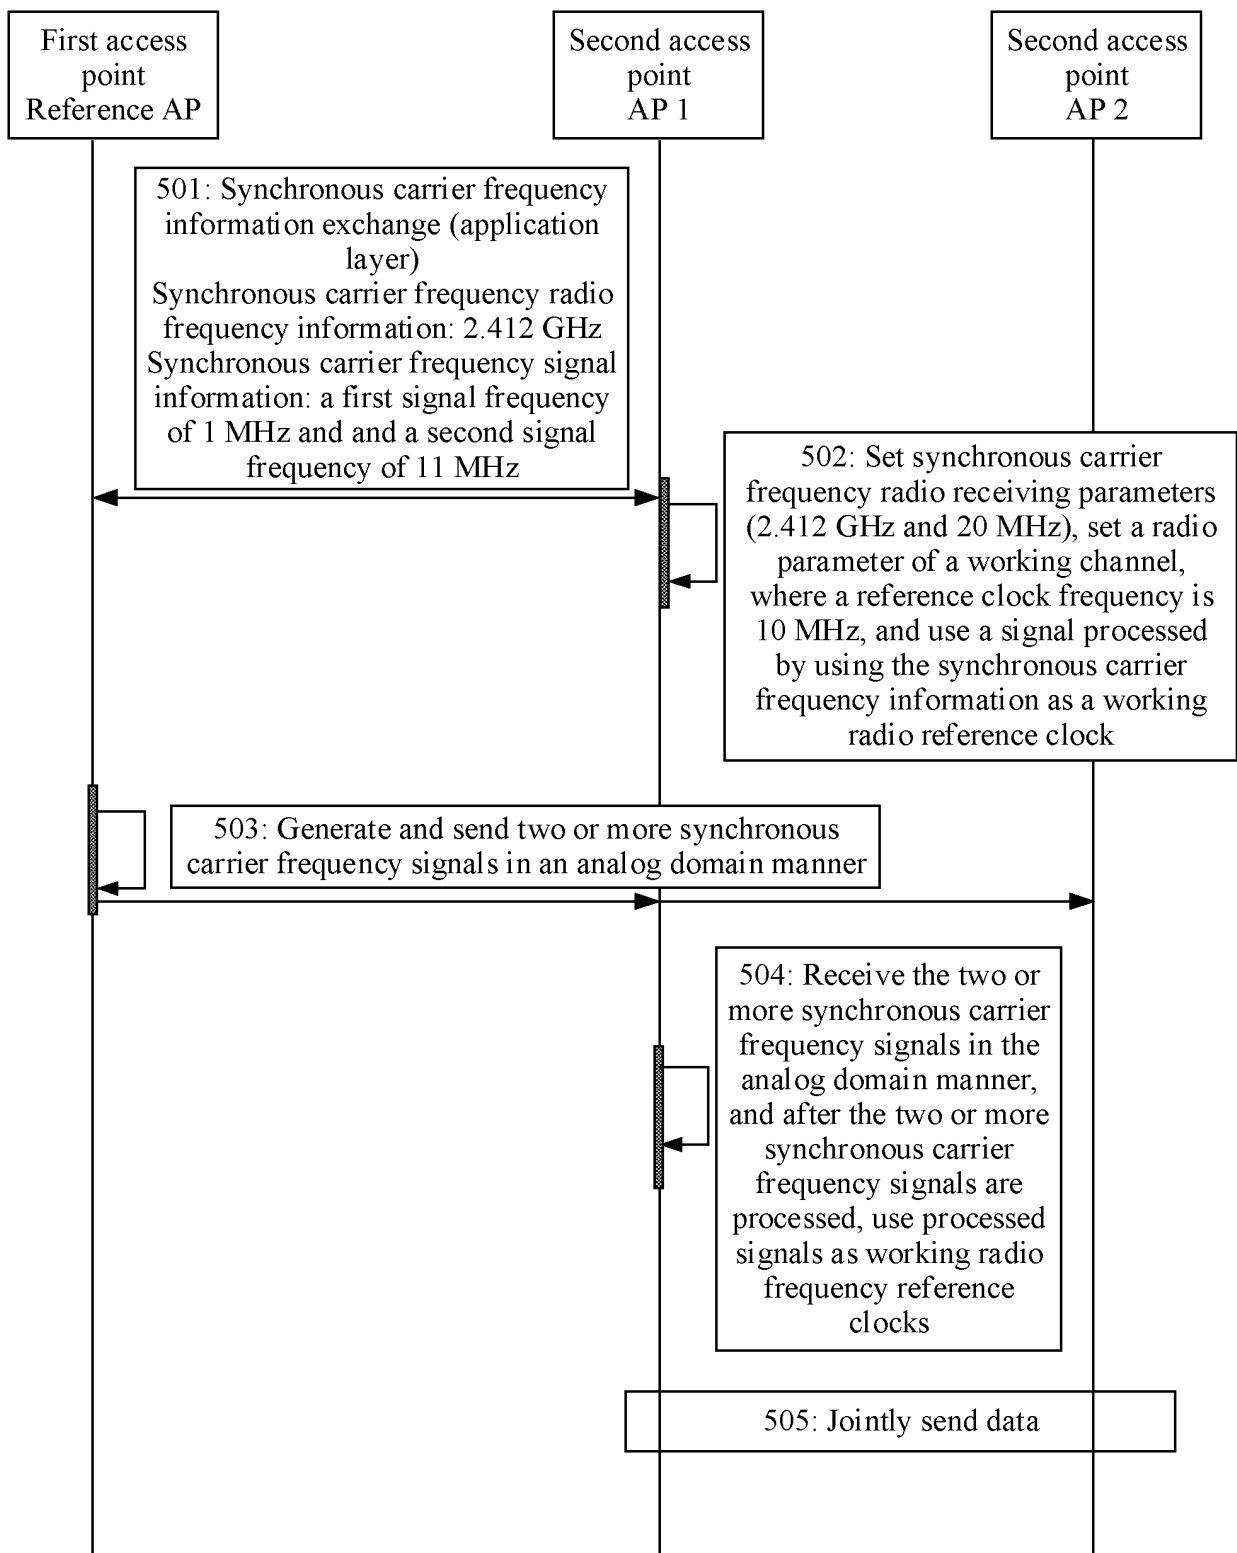 First access
point
Reference AP
Second access
point
AP 1
Second access
point
AP 2
501: Synchronous carrier frequency
information exchange (application
layer)
Synchronous carrier frequency radio
frequency information: 2.412 GHz
Synchronous carrier frequency signal
information: a first signal frequency
of 1 MHz and and a second signal
frequency of 11 MHz
502: Set synchronous carrier
frequency radio receiving parameters
(2.412 GHz and 20 MHz), set a radio
parameter of a working channel,
where a reference clock frequency is
10 MHz, and use a signal processed
by using the synchronous carrier
frequency information as a working
radio reference clock
503: Generate and send two or more synchronous
carrier frequency signals in an analog domain manner
504: Receive the two or
more synchronous carrier
frequency signals in the
analog domain manner,
and after the two or more
synchronous carrier
frequency signals are
processed, use processed
signals as working radio
frequency reference
clocks
505: Jointly send data